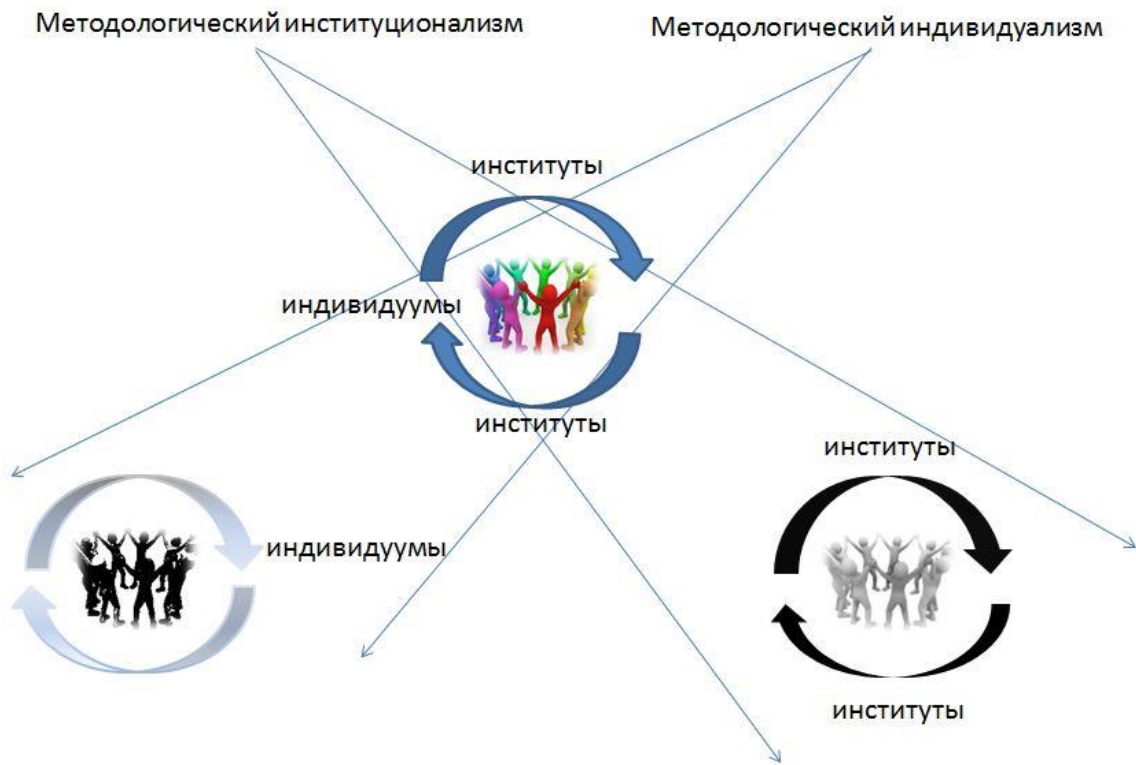 Методологический институционализм
Методологический индивидуализм
институты
индивидуумы
институты
институты
индивидуумы
институты